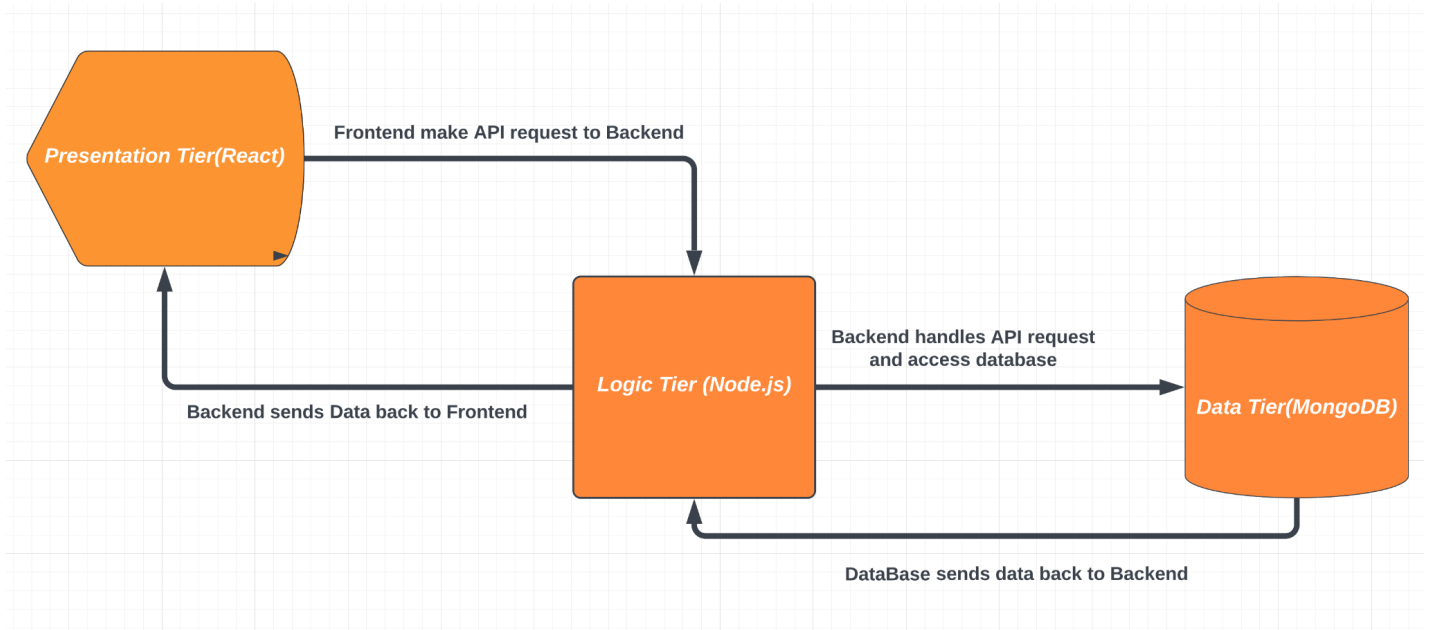 Frontend make API request to Backend
Presentation Tier(React)
Backend handles API request
and access database
Logic Tier (Node.js)
Data Tier(MongoDB)
Backend sends Data back to Frontend
DataBase sends data back to Backend